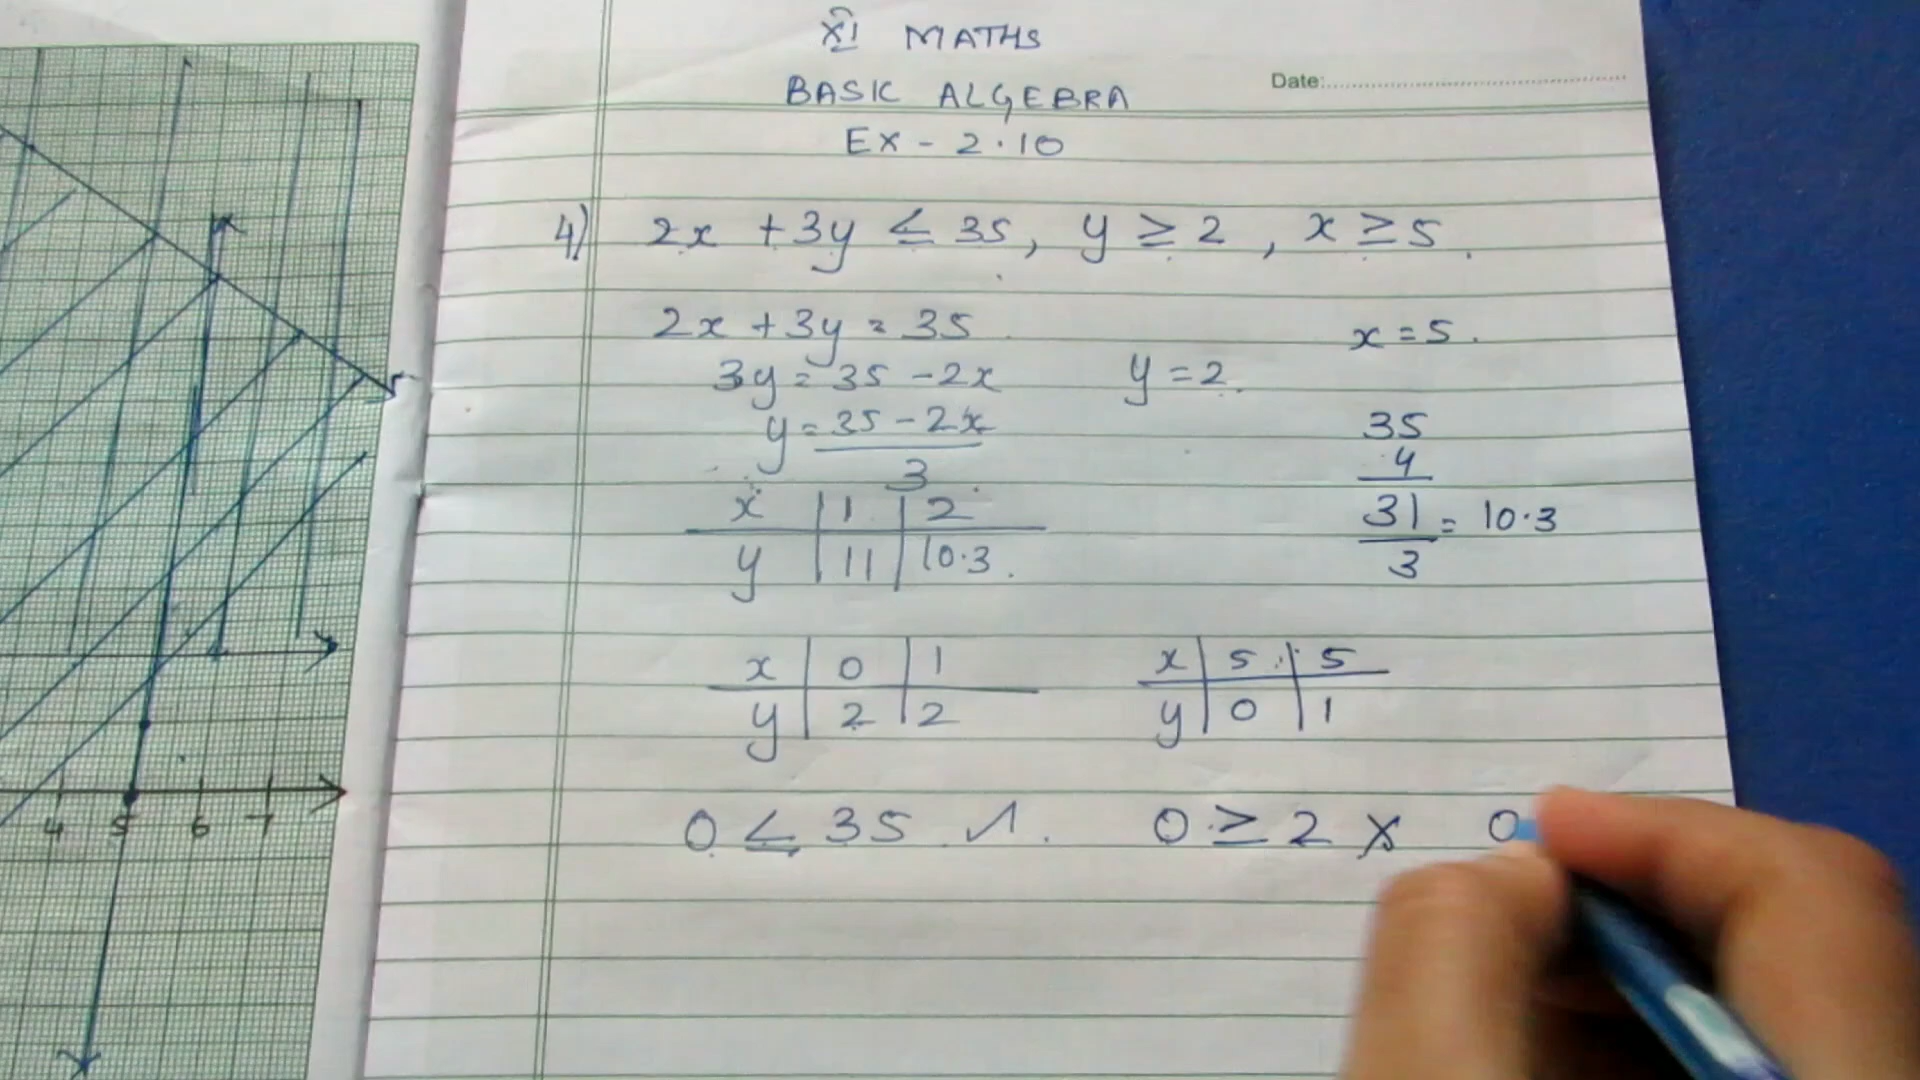 XI MATHS
BASIC ALGEBRA
Date:
EX - 2.10
4) 2x + 3y ≤ 35, y ≥ 2, x ≥ 5.
2x + 3y = 35
x = 5.
3y = 35 - 2x
y = 2.
y = 35 - 2x
3
35
4
31 = 10.3
3
x 1 2
y 11 10.3
x 0 1
y 2 2
x 5 5
y 0 1
0 ≤ 35 ✓.
0 ≥ 2 ×
0
4 5 6 7